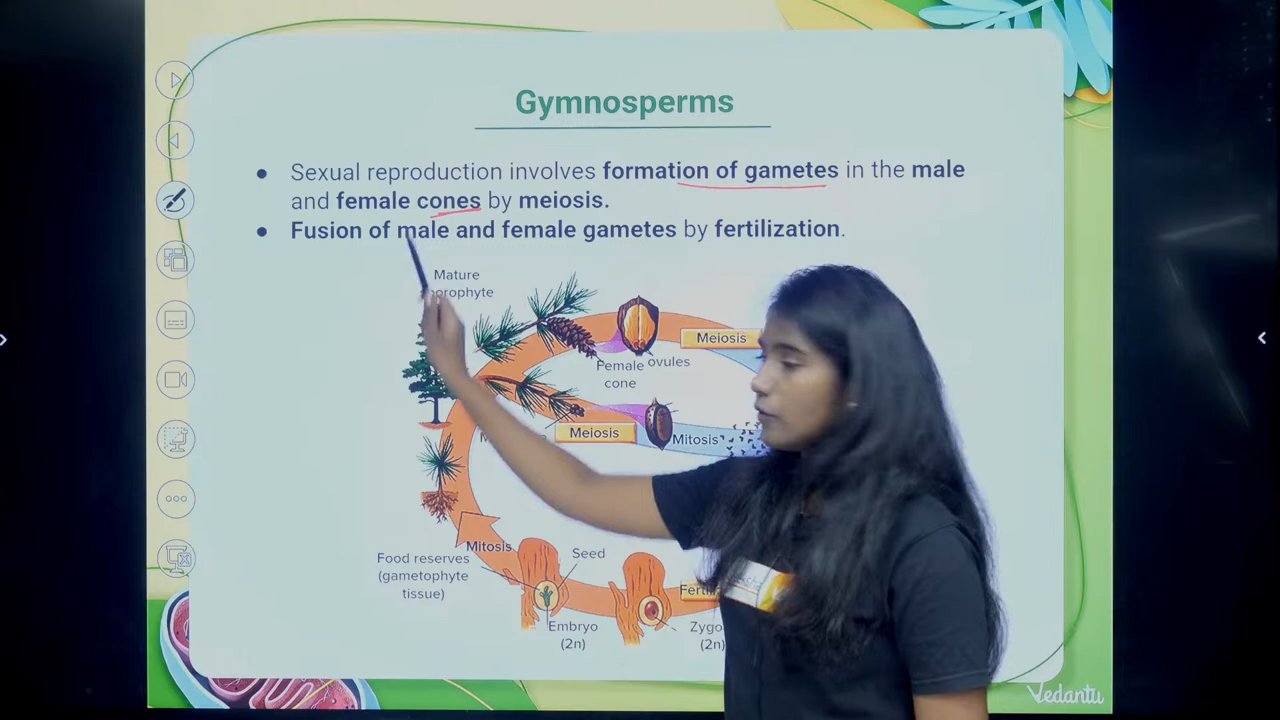 Gymnosperms
● Sexual reproduction involves formation of gametes in the male
and female cones by meiosis.
● Fusion of male and female gametes by fertilization.
Mature
Meiosis
Female ovules
cone
Meiosis
Mitosis
Mitosis
Seed
Food reserves
(gametophyte
tissue)
Embryo
(2n)
(2n)
Vedantu